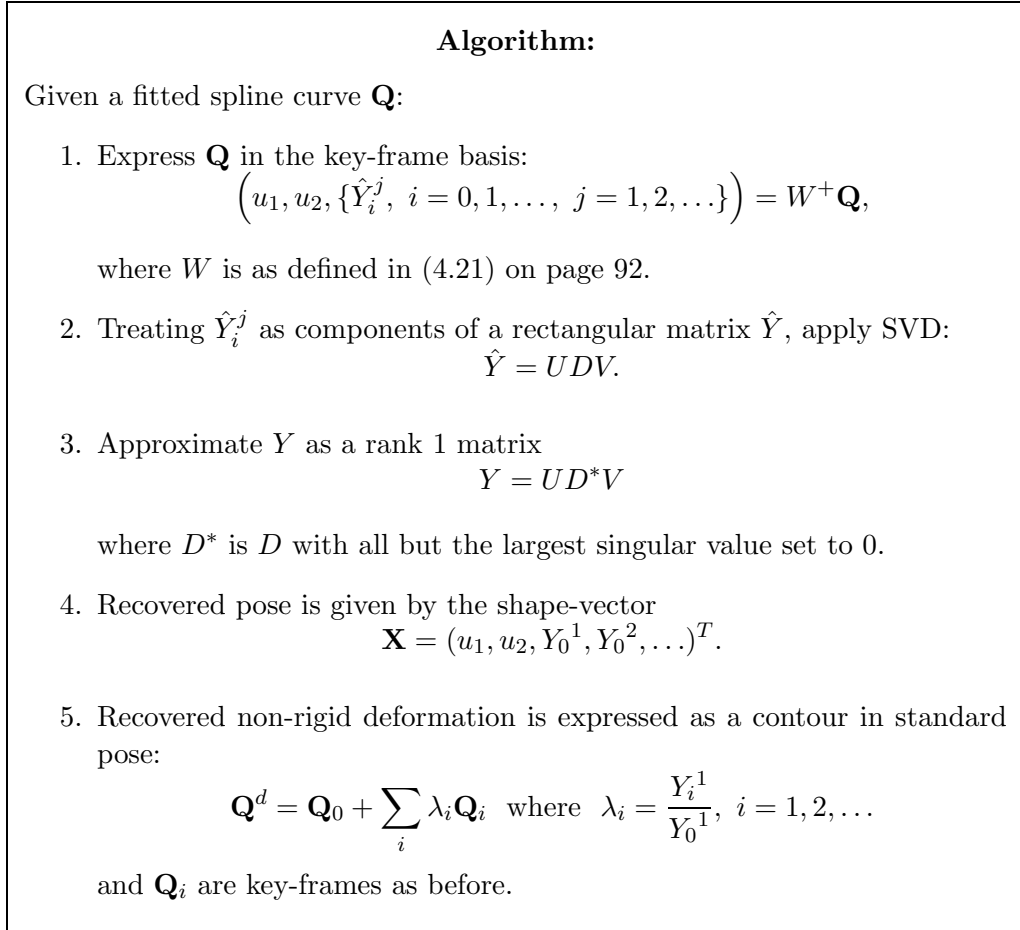 Algorithm:
Given a fitted spline curve Q:
1. Express Q in the key-frame basis:
(u₁, u₂, {Ŷᵢʲ, i = 0, 1, . . . , j = 1, 2, . . .}) = W⁺Q,
where W is as defined in (4.21) on page 92.
2. Treating Ŷᵢʲ as components of a rectangular matrix Ŷ, apply SVD:
Ŷ = UDV.
3. Approximate Y as a rank 1 matrix
Y = UD*V
where D* is D with all but the largest singular value set to 0.
4. Recovered pose is given by the shape-vector
X = (u₁, u₂, Y₀¹, Y₀², . . .)ᵀ.
5. Recovered non-rigid deformation is expressed as a contour in standard
pose:
Qᵈ = Q₀ + ∑ᵢ λᵢQᵢ where λᵢ = Yᵢ¹/Y₀¹, i = 1, 2, . . .
and Qᵢ are key-frames as before.